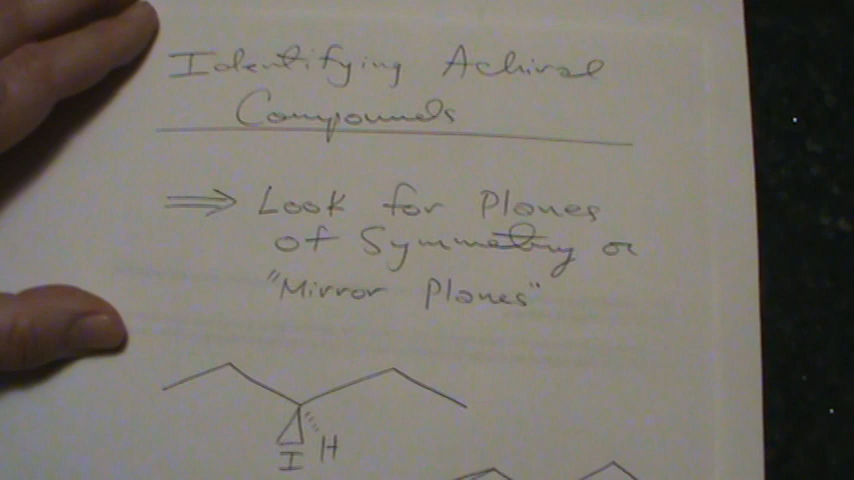 Identifying Achiral
Compounds
⇒ Look for Planes
of Symmetry or
"Mirror Planes"
I H